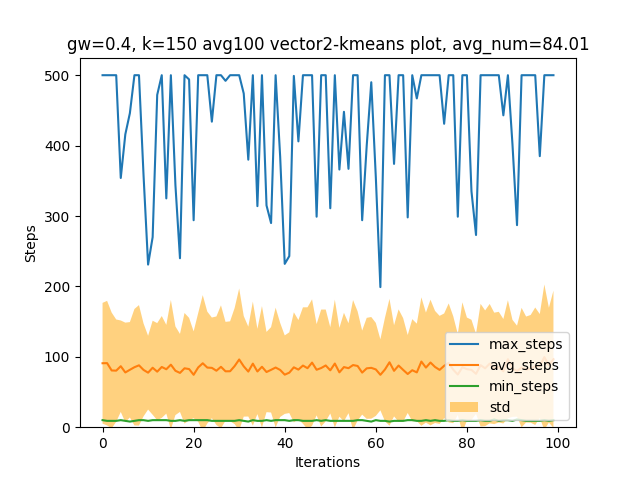 gw=0.4, k=150 avg100 vector2-kmeans plot, avg_num=84.01
500
400
300
200
100
0
Steps
max_steps
avg_steps
min_steps
std
0
20
40
60
80
100
Iterations